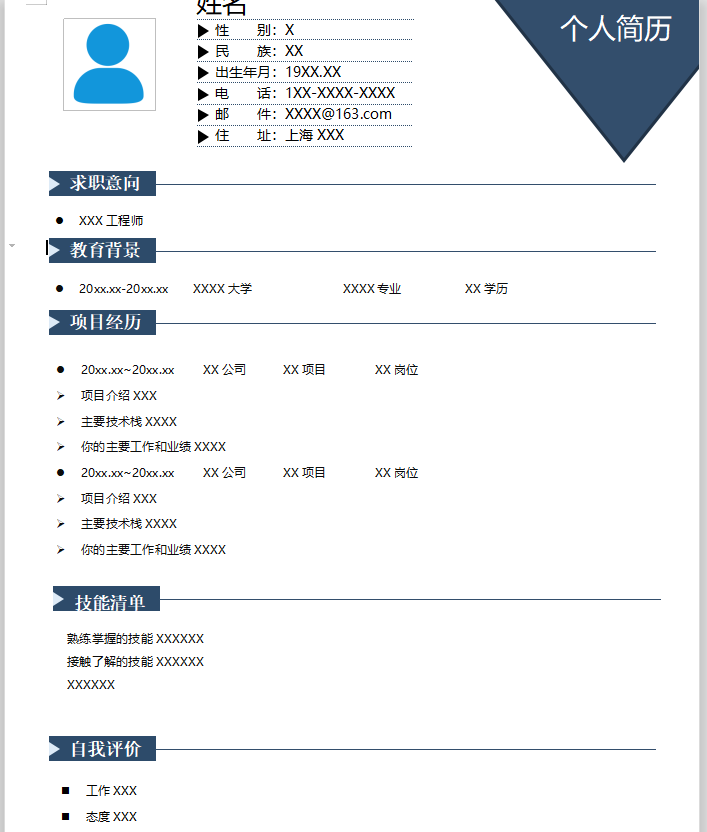 姓名
个人简历
性 别：X
民 族：XX
出生年月：19XX.XX
电 话：1XX-XXXX-XXXX
邮 件：XXXX@163.com
住 址：上海 XXX
求职意向
XXX 工程师
教育背景
20xx.xx-20xx.xx XXXX 大学 XXXX 专业 XX 学历
项目经历
20xx.xx~20xx.xx XX 公司 XX 项目 XX 岗位
项目介绍 XXX
主要技术栈 XXXX
你的主要工作和业绩 XXXX
20xx.xx~20xx.xx XX 公司 XX 项目 XX 岗位
项目介绍 XXX
主要技术栈 XXXX
你的主要工作和业绩 XXXX
技能清单
熟练掌握的技能 XXXXXX
接触了解的技能 XXXXXX
XXXXXX
自我评价
工作 XXX
态度 XXX